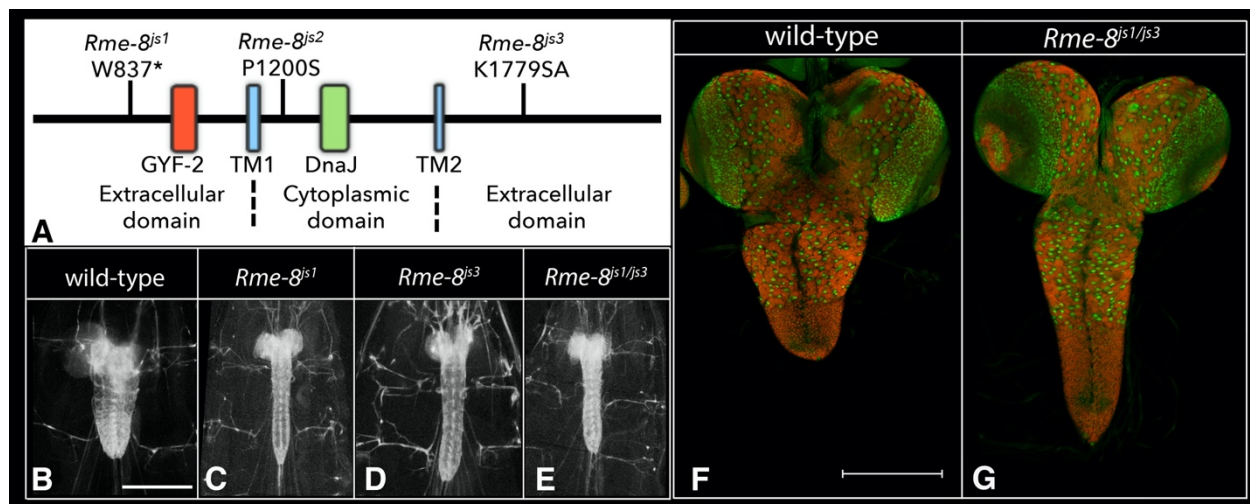 Rme-8js1 Rme-8js2 Rme-8js3
W837* P1200S K1779SA
GYF-2 TM1 DnaJ TM2
Extracellular Cytoplasmic Extracellular
domain domain domain
A
wild-type Rme-8js1 Rme-8js3 Rme-8js1/js3
B C D E
wild-type Rme-8js1/js3
F G